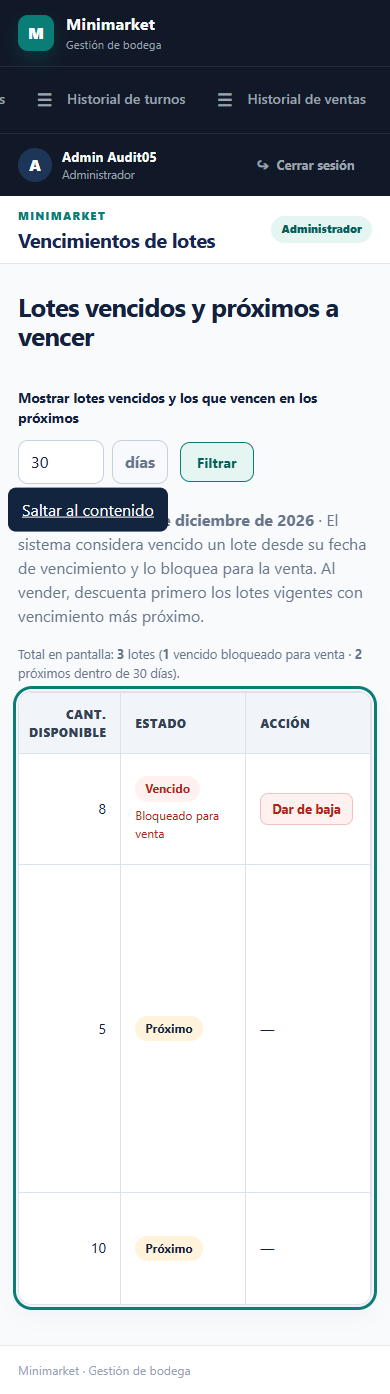 M
Minimarket
Gestión de bodega
s
Historial de turnos
Historial de ventas
A
Admin Audit05
Administrador
Cerrar sesión
MINIMARKET
Vencimientos de lotes
Administrador
Lotes vencidos y próximos a
vencer
Mostrar lotes vencidos y los que vencen en los
próximos
30
días
Filtrar
Saltar al contenido
diciembre de 2026 · El
sistema considera vencido un lote desde su fecha
de vencimiento y lo bloquea para la venta. Al
vender, descuenta primero los lotes vigentes con
vencimiento más próximo.
Total en pantalla: 3 lotes (1 vencido bloqueado para venta · 2
próximos dentro de 30 días).
CANT.
DISPONIBLE
ESTADO
ACCIÓN
8
Vencido
Bloqueado para
venta
Dar de baja
5
Próximo
—
10
Próximo
—
Minimarket · Gestión de bodega